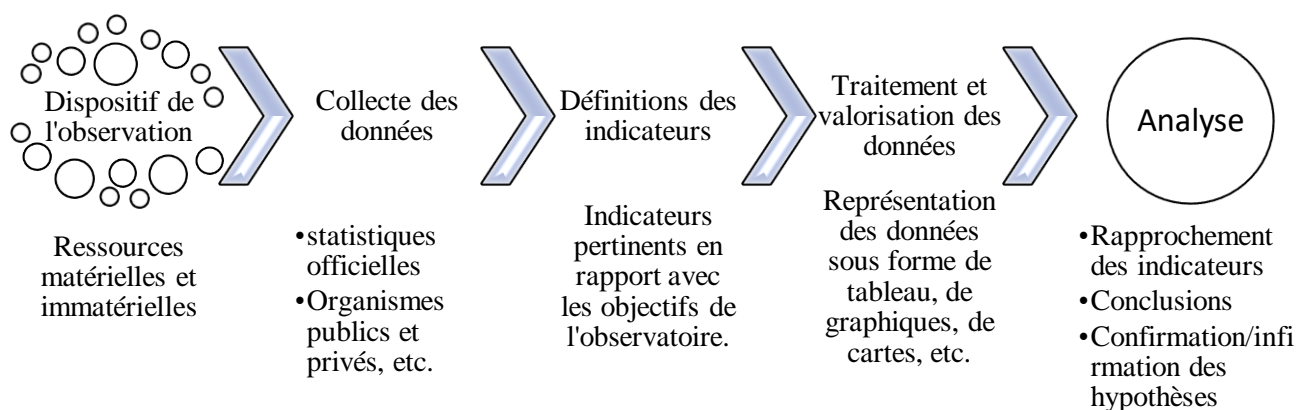 Dispositif de
l'observation
Ressources
matérielles et
immatérielles
Collecte des
données
•statistiques
officielles
•Organismes
publics et
privés, etc.
Définitions des
indicateurs
Indicateurs
pertinents en
rapport avec
les objectifs de
l'observatoire.
Traitement et
valorisation des
données
Représentation
des données
sous forme de
tableau, de
graphiques, de
cartes, etc.
Analyse
•Rapprochement
des indicateurs
•Conclusions
•Confirmation/infi
rmation des
hypothèses